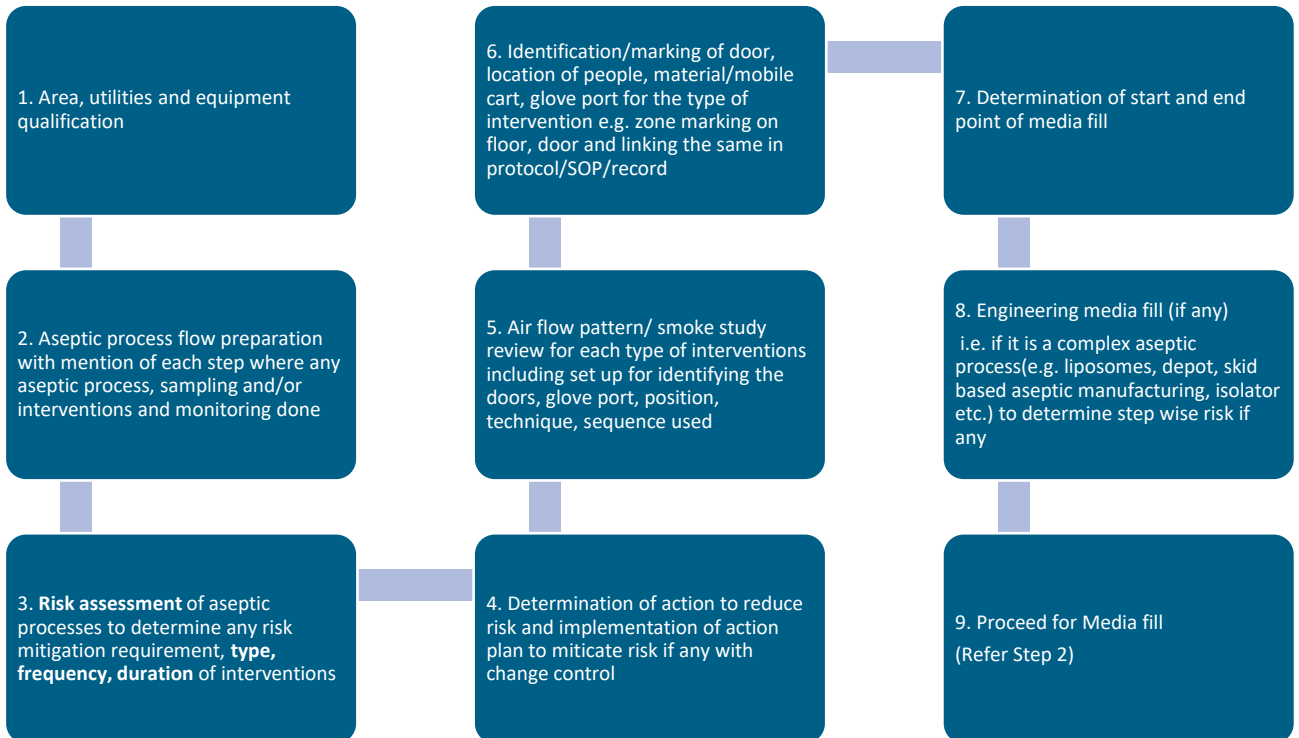 1. Area, utilities and equipment
qualification
2. Aseptic process flow preparation
with mention of each step where any
aseptic process, sampling and/or
interventions and monitoring done
3. Risk assessment of aseptic
processes to determine any risk
mitigation requirement, type,
frequency, duration of interventions
4. Determination of action to reduce
risk and implementation of action
plan to miticate risk if any with
change control
5. Air flow pattern/ smoke study
review for each type of interventions
including set up for identifying the
doors, glove port, position,
technique, sequence used
6. Identification/marking of door,
location of people, material/mobile
cart, glove port for the type of
intervention e.g. zone marking on
floor, door and linking the same in
protocol/SOP/record
7. Determination of start and end
point of media fill
8. Engineering media fill (if any)
i.e. if it is a complex aseptic
process(e.g. liposomes, depot, skid
based aseptic manufacturing, isolator
etc.) to determine step wise risk if
any
9. Proceed for Media fill
(Refer Step 2)